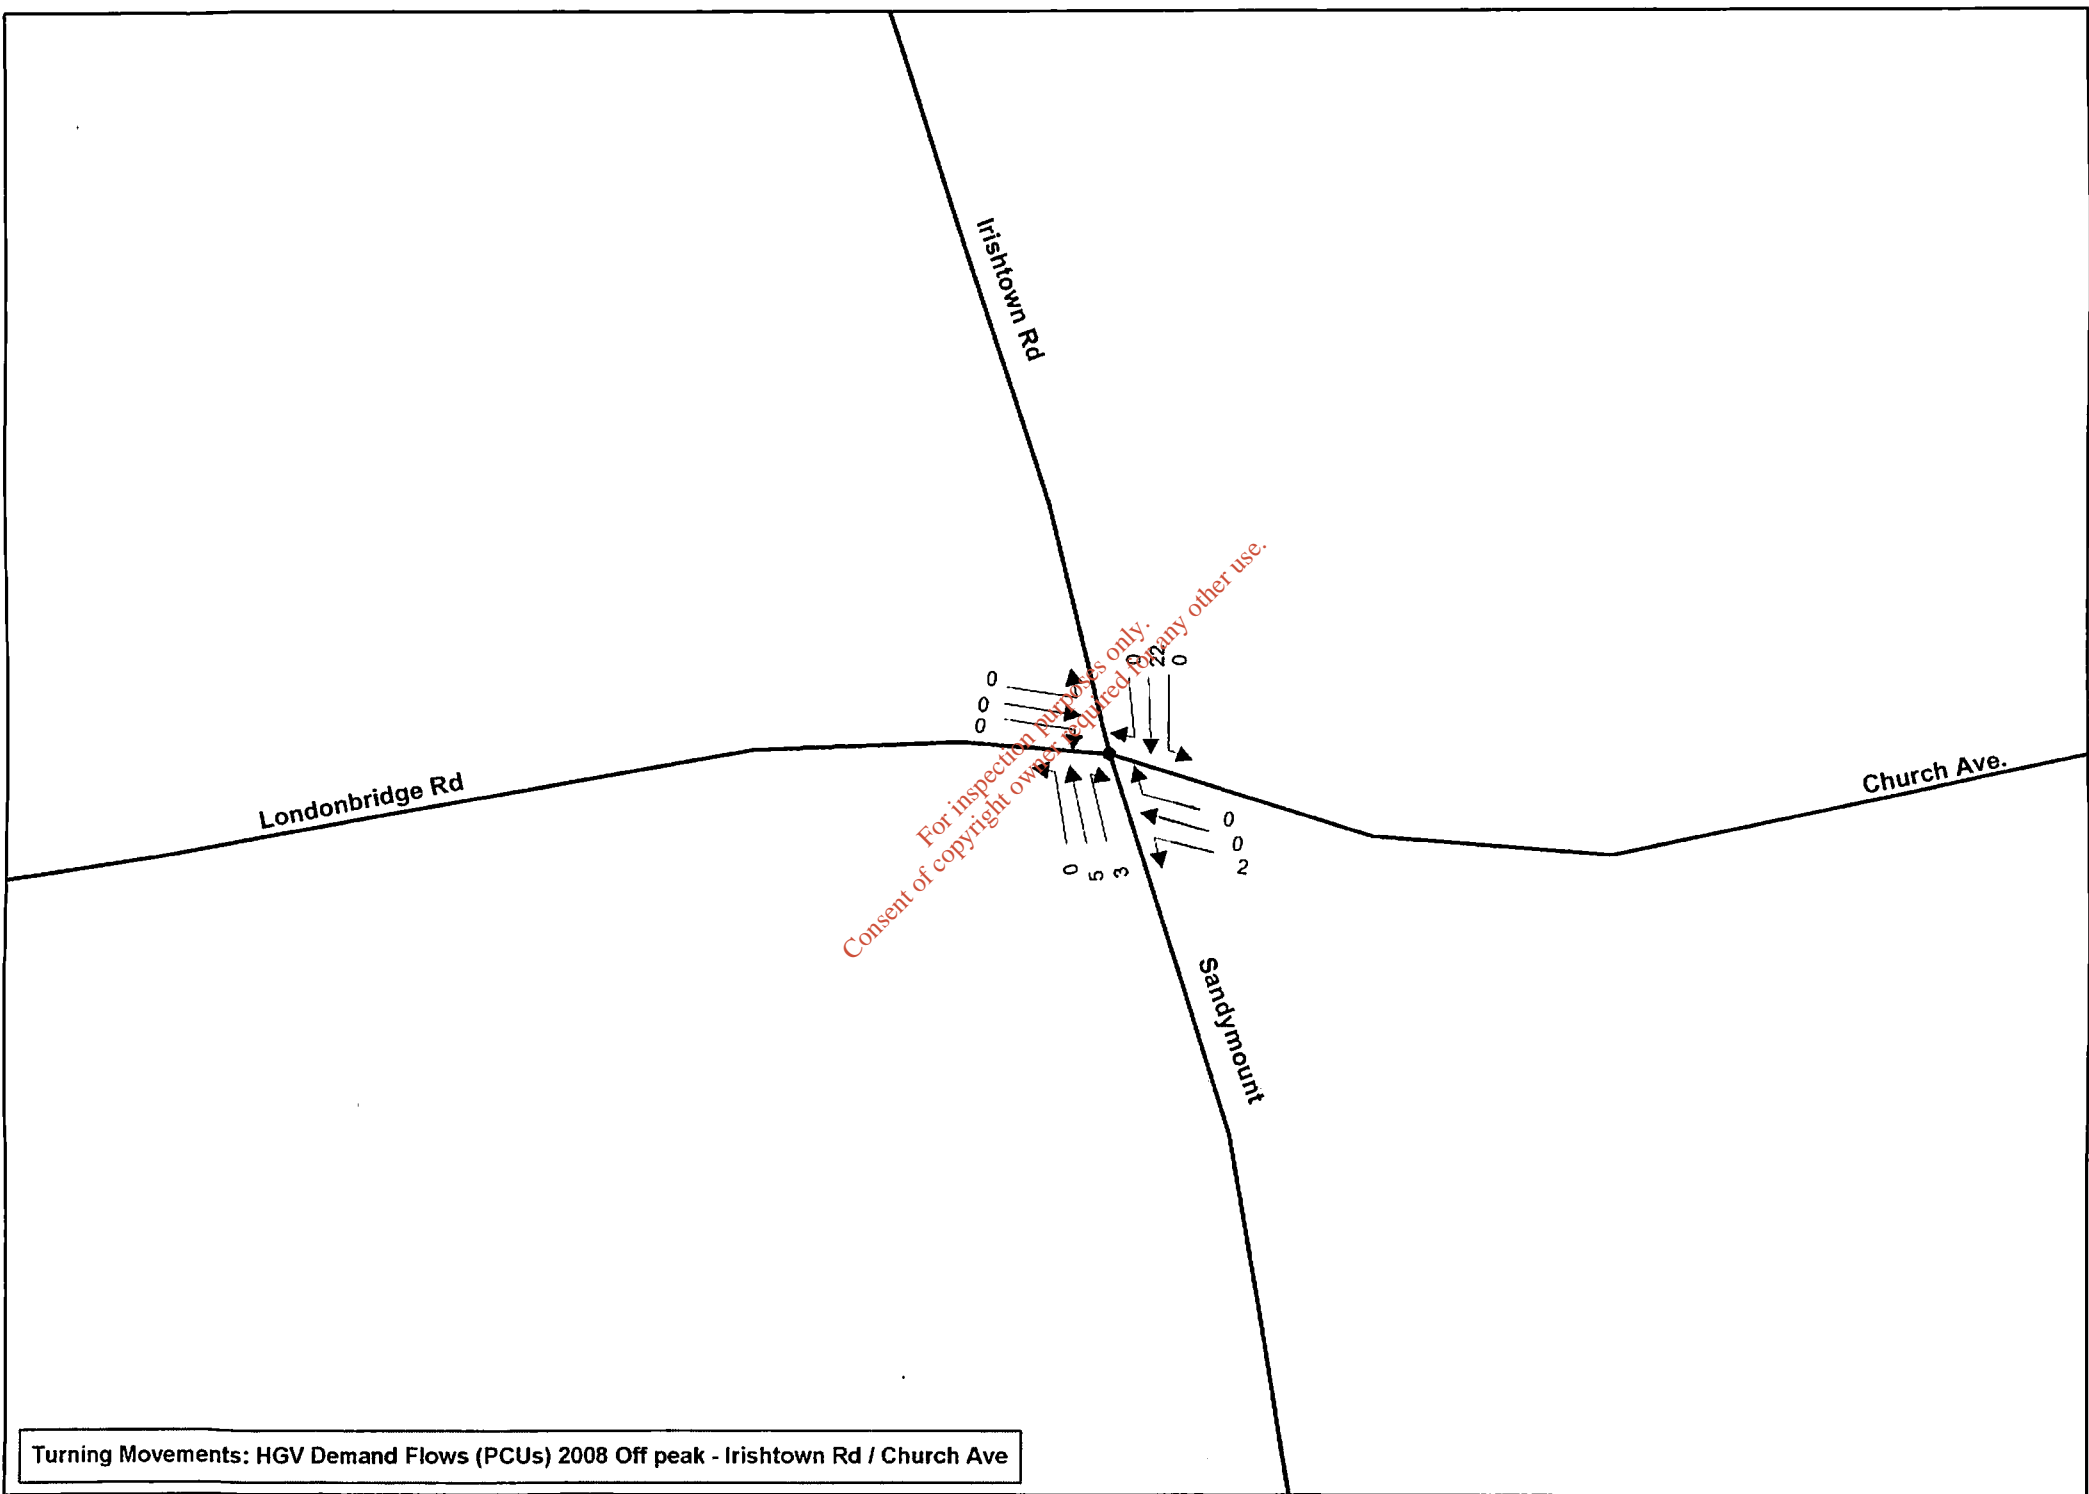 Irishtown Rd
For inspection purposes only.
Consent of copyright owner required for any other use.
0
22
0
0
0
0
Londonbridge Rd
Church Ave.
0
0
2
0
5
3
Sandymount
Turning Movements: HGV Demand Flows (PCUs) 2008 Off peak - Irishtown Rd / Church Ave